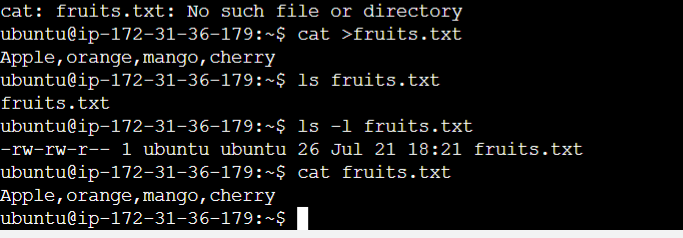 cat: fruits.txt: No such file or directory
ubuntu@ip-172-31-36-179:~$ cat >fruits.txt
Apple,orange,mango,cherry
ubuntu@ip-172-31-36-179:~$ ls fruits.txt
fruits.txt
ubuntu@ip-172-31-36-179:~$ ls -l fruits.txt
-rw-rw-r-- 1 ubuntu ubuntu 26 Jul 21 18:21 fruits.txt
ubuntu@ip-172-31-36-179:~$ cat fruits.txt
Apple,orange,mango,cherry
ubuntu@ip-172-31-36-179:~$